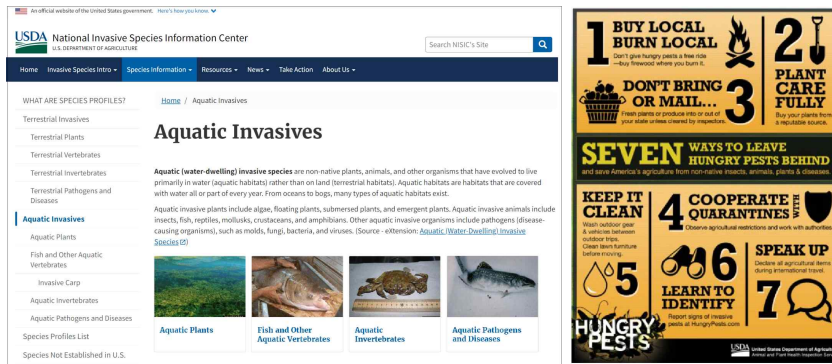 An official website of the United States government. Here's how you know.
USDA National Invasive Species Information Center
U.S. DEPARTMENT OF AGRICULTURE
Search NISIC's Site
Home Invasive Species Intro Species Information Resources News Take Action About Us
WHAT ARE SPECIES PROFILES?
Terrestrial Invasives
Terrestrial Plants
Terrestrial Vertebrates
Terrestrial Invertebrates
Terrestrial Pathogens and
Diseases
Aquatic Invasives
Aquatic Plants
Fish and Other Aquatic
Vertebrates
Invasive Carp
Aquatic Invertebrates
Aquatic Pathogens and Diseases
Species Profiles List
Species Not Established in U.S.
Home / Aquatic Invasives
Aquatic Invasives
Aquatic (water-dwelling) invasive species are non-native plants, animals, and other organisms that have evolved to live
primarily in water (aquatic habitats) rather than on land (terrestrial habitats). Aquatic habitats are habitats that are covered
with water all or part of every year. From oceans to bogs, many types of aquatic habitats exist.
Aquatic invasive plants include algae, floating plants, submersed plants, and emergent plants. Aquatic invasive animals include
insects, fish, reptiles, mollusks, crustaceans, and amphibians. Other aquatic invasive organisms include pathogens (disease-
causing organisms), such as molds, fungi, bacteria, and viruses. (Source - eXtension: Aquatic (Water-Dwelling) Invasive
Species)
Aquatic Plants
Fish and Other
Aquatic Vertebrates
Aquatic
Invertebrates
Aquatic Pathogens
and Diseases
1 BUY LOCAL
BURN LOCAL
Don't give hungry pests a free ride
—buy firewood where you burn it.
2
PLANT
CARE
FULLY
Buy your plants from
a reputable source.
DON'T BRING
OR MAIL... 3
Fresh plants or produce into or out of
your state unless cleared by inspectors.
SEVEN WAYS TO LEAVE
HUNGRY PESTS BEHIND
and save America's agriculture from non-native insects, animals, plants & diseases.
KEEP IT
CLEAN
Wash outdoor gear
& vehicles between
outdoor trips.
Clean lawn furniture
before moving.
5
4 COOPERATE WITH
QUARANTINES
Observe agricultural restrictions and work with authorities
6
LEARN TO
IDENTIFY
Report signs of invasive
pests at HungryPests.com
SPEAK UP
Declare all agricultural items
during international travel.
7
HUNGRY
PESTS
USDA United States Department of Agricult
Animal and Plant Health Inspection